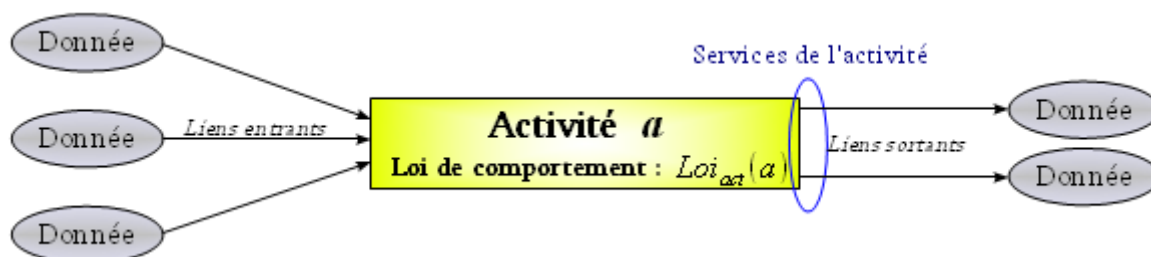 Donnée
Services de l'activité
Donnée
Activité a
Donnée
Liens entrants
Liens sortants
Loi de comportement : Loi_act(a)
Donnée
Donnée